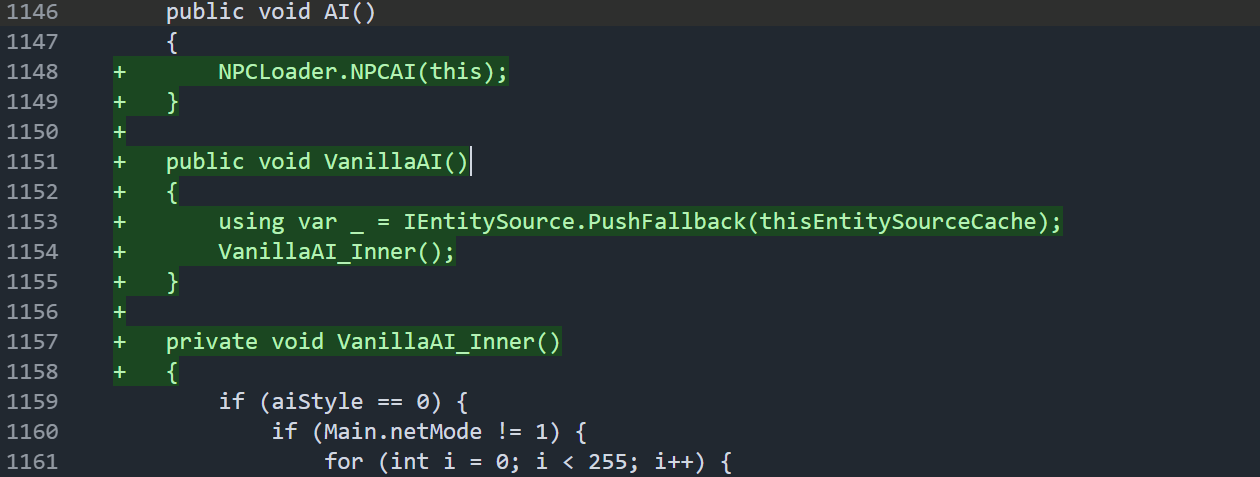 1146 public void AI()
1147 {
1148 + NPCLoader.NPCAI(this);
1149 + }
1150 +
1151 + public void VanillaAI()
1152 + {
1153 + using var _ = IEntitySource.PushFallback(thisEntitySourceCache);
1154 + VanillaAI_Inner();
1155 + }
1156 +
1157 + private void VanillaAI_Inner()
1158 + {
1159 if (aiStyle == 0) {
1160 if (Main.netMode != 1) {
1161 for (int i = 0; i < 255; i++) {